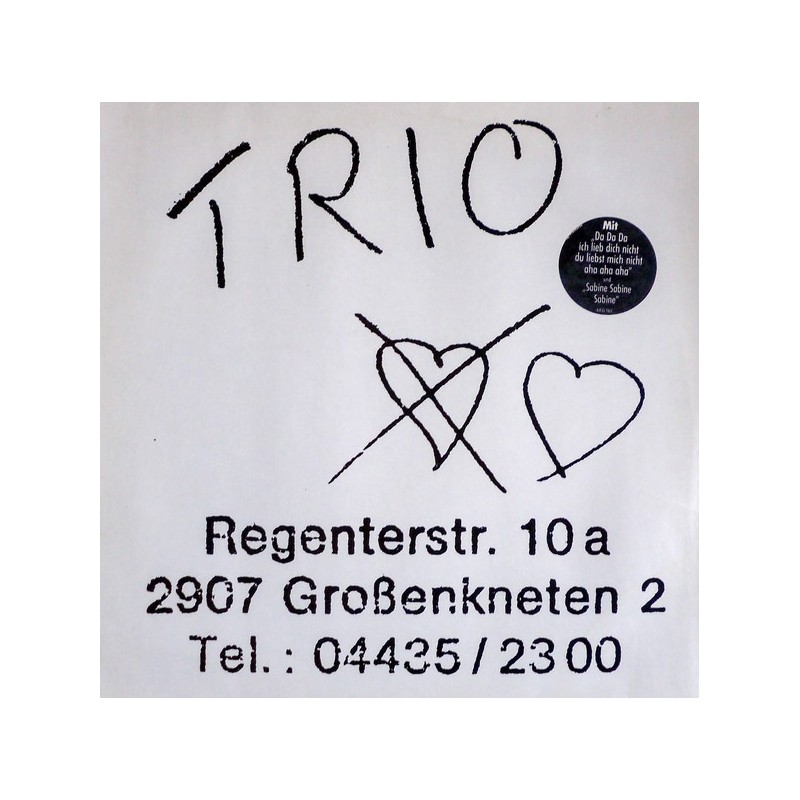 TRIO
Mit
„Da Da Da
ich lieb dich nicht
du liebst mich nicht
aha aha aha"
und
„Sabine Sabine
Sabine"
Regenterstr. 10a
2907 Großenkneten 2
Tel.: 04435/2300